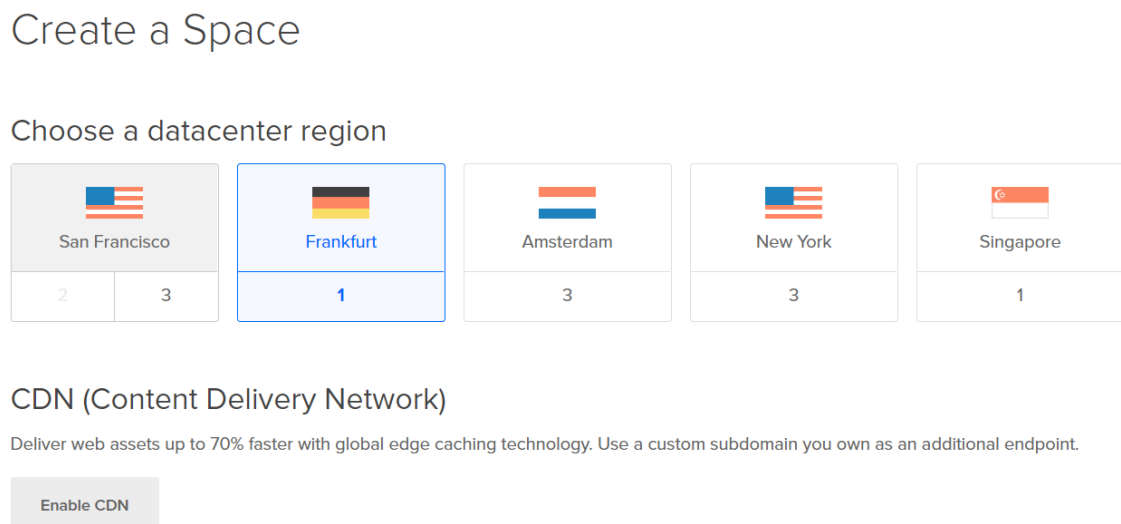 Create a Space
Choose a datacenter region
San Francisco
2
3
Frankfurt
1
Amsterdam
3
New York
3
Singapore
1
CDN (Content Delivery Network)
Deliver web assets up to 70% faster with global edge caching technology. Use a custom subdomain you own as an additional endpoint.
Enable CDN